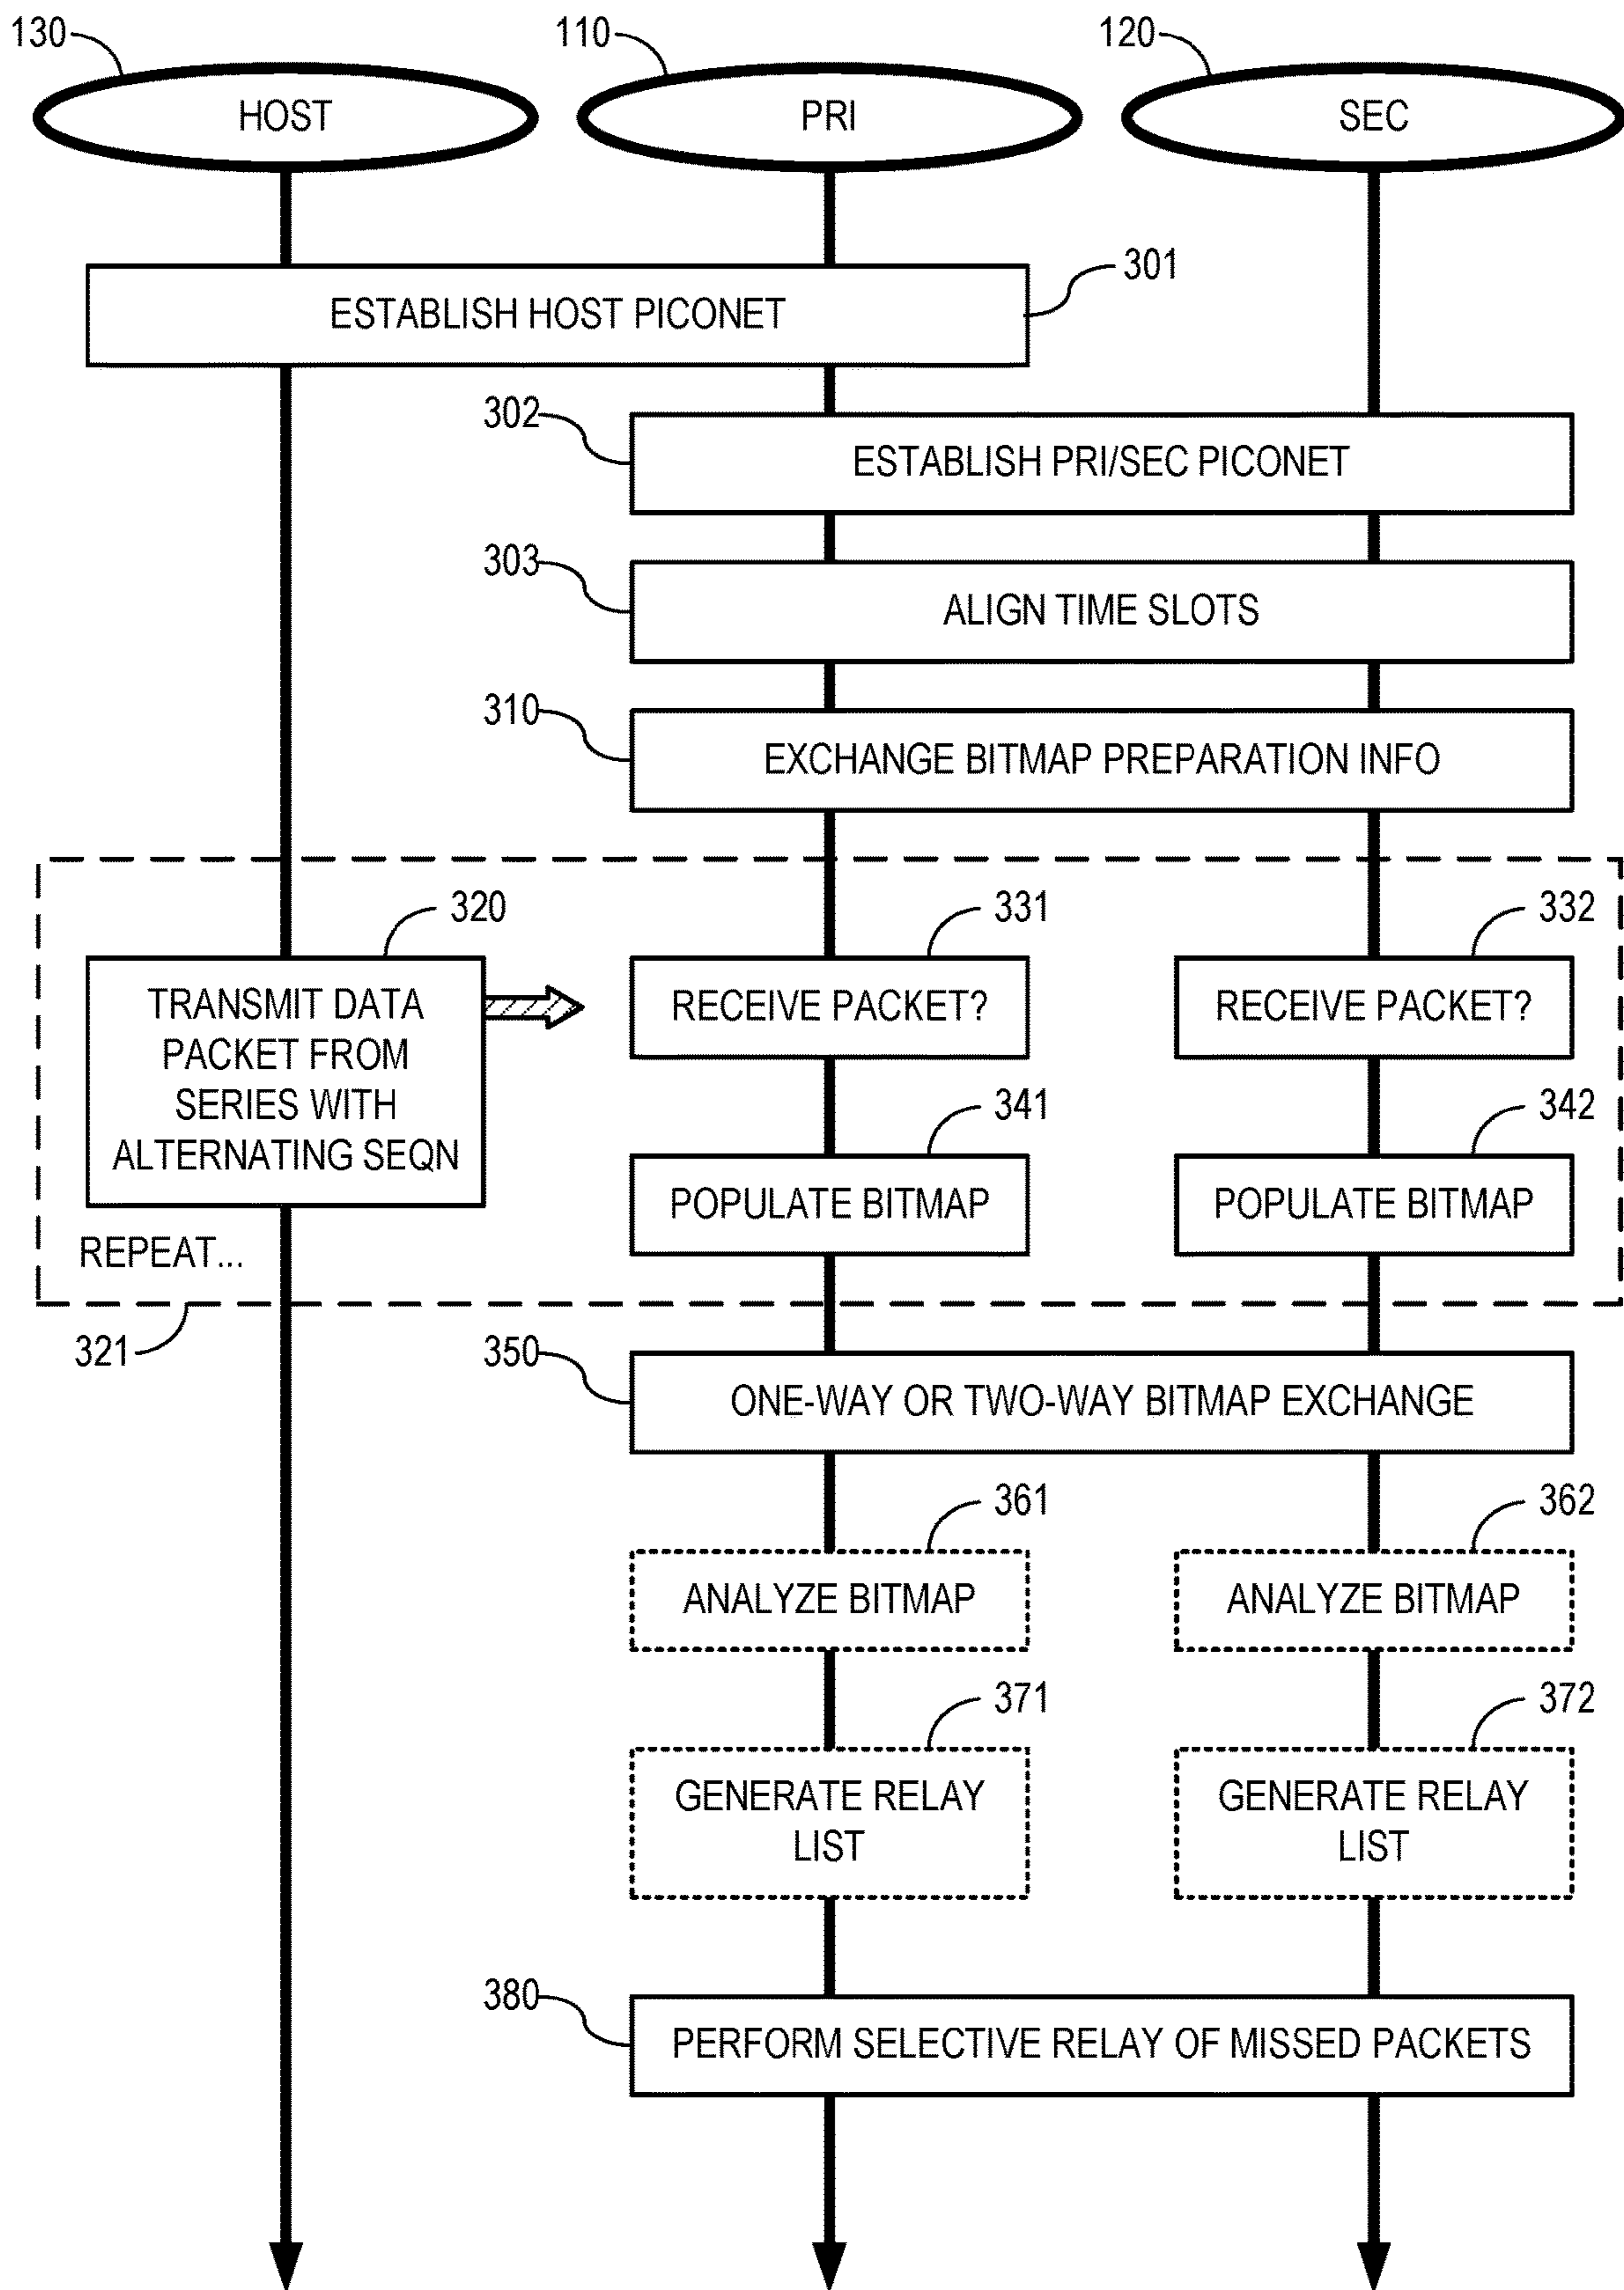 130
110
120
HOST
PRI
SEC
301
ESTABLISH HOST PICONET
302
ESTABLISH PRI/SEC PICONET
303
ALIGN TIME SLOTS
310
EXCHANGE BITMAP PREPARATION INFO
320
331
332
TRANSMIT DATA
PACKET FROM
SERIES WITH
ALTERNATING SEQN
RECEIVE PACKET?
RECEIVE PACKET?
341
342
POPULATE BITMAP
POPULATE BITMAP
REPEAT...
321
350
ONE-WAY OR TWO-WAY BITMAP EXCHANGE
361
362
ANALYZE BITMAP
ANALYZE BITMAP
371
372
GENERATE RELAY
LIST
GENERATE RELAY
LIST
380
PERFORM SELECTIVE RELAY OF MISSED PACKETS